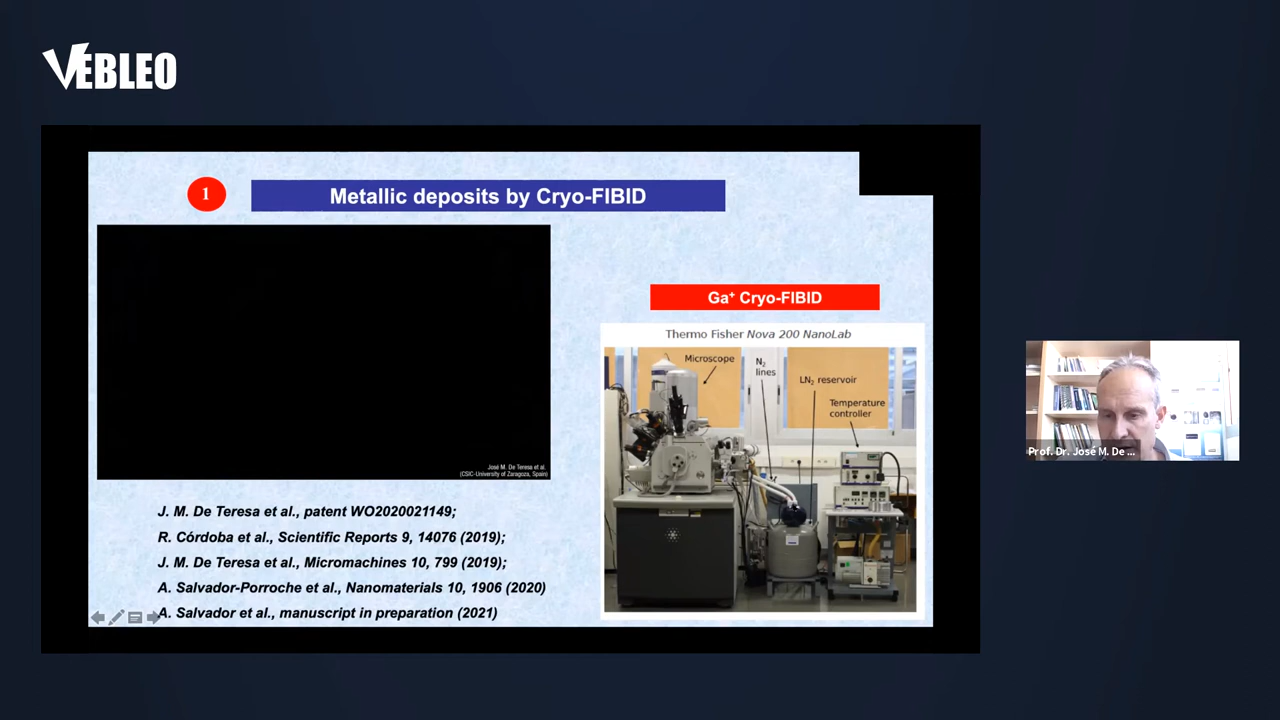 VEBLEO
1
Metallic deposits by Cryo-FIBID
José M. De Teresa et al.
(CSIC-University of Zaragoza, Spain)
J. M. De Teresa et al., patent WO2020021149;
R. Córdoba et al., Scientific Reports 9, 14076 (2019);
J. M. De Teresa et al., Micromachines 10, 799 (2019);
A. Salvador-Porroche et al., Nanomaterials 10, 1906 (2020)
A. Salvador et al., manuscript in preparation (2021)
Ga⁺ Cryo-FIBID
Thermo Fisher Nova 200 NanoLab
Microscope
N₂
lines
LN₂ reservoir
Temperature
controller
Prof. Dr. José M. De ...